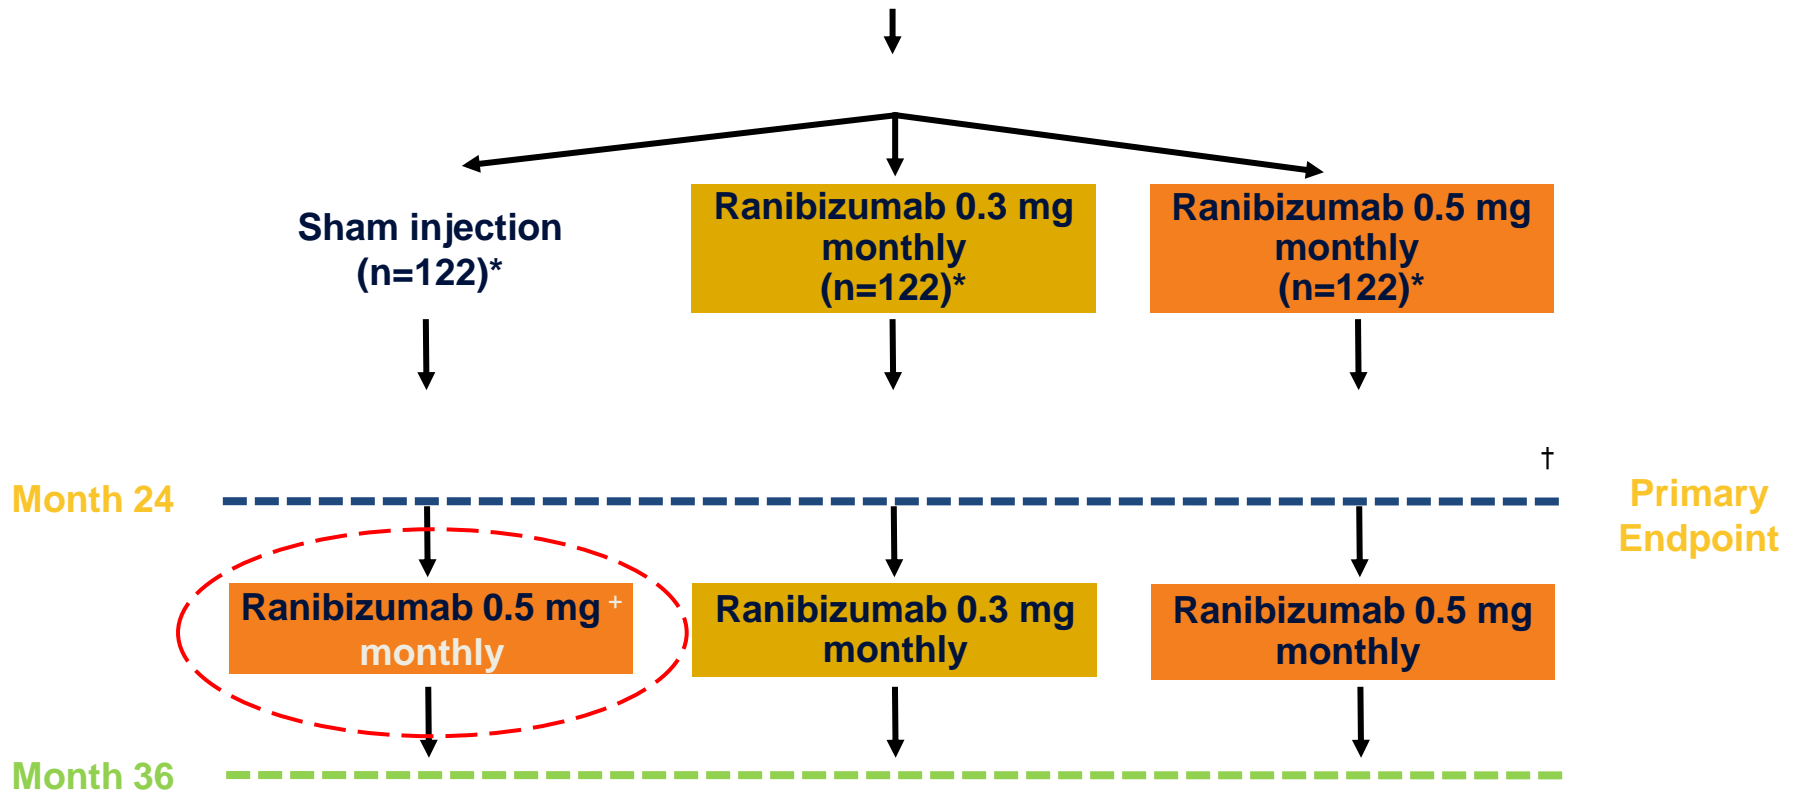 Sham injection
(n=122)*
Ranibizumab 0.3 mg
monthly
(n=122)*
Ranibizumab 0.5 mg
monthly
(n=122)*
†
Month 24
Primary
Endpoint
Ranibizumab 0.5 mg +
monthly
Ranibizumab 0.3 mg
monthly
Ranibizumab 0.5 mg
monthly
Month 36